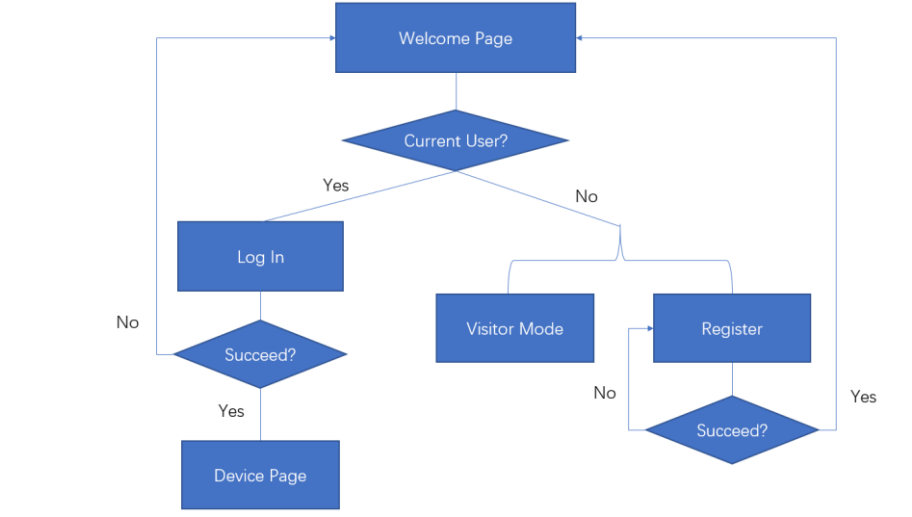 Welcome Page
Current User?
Yes
No
Log In
No
Visitor Mode
Register
Succeed?
No
Yes
Yes
Succeed?
Device Page